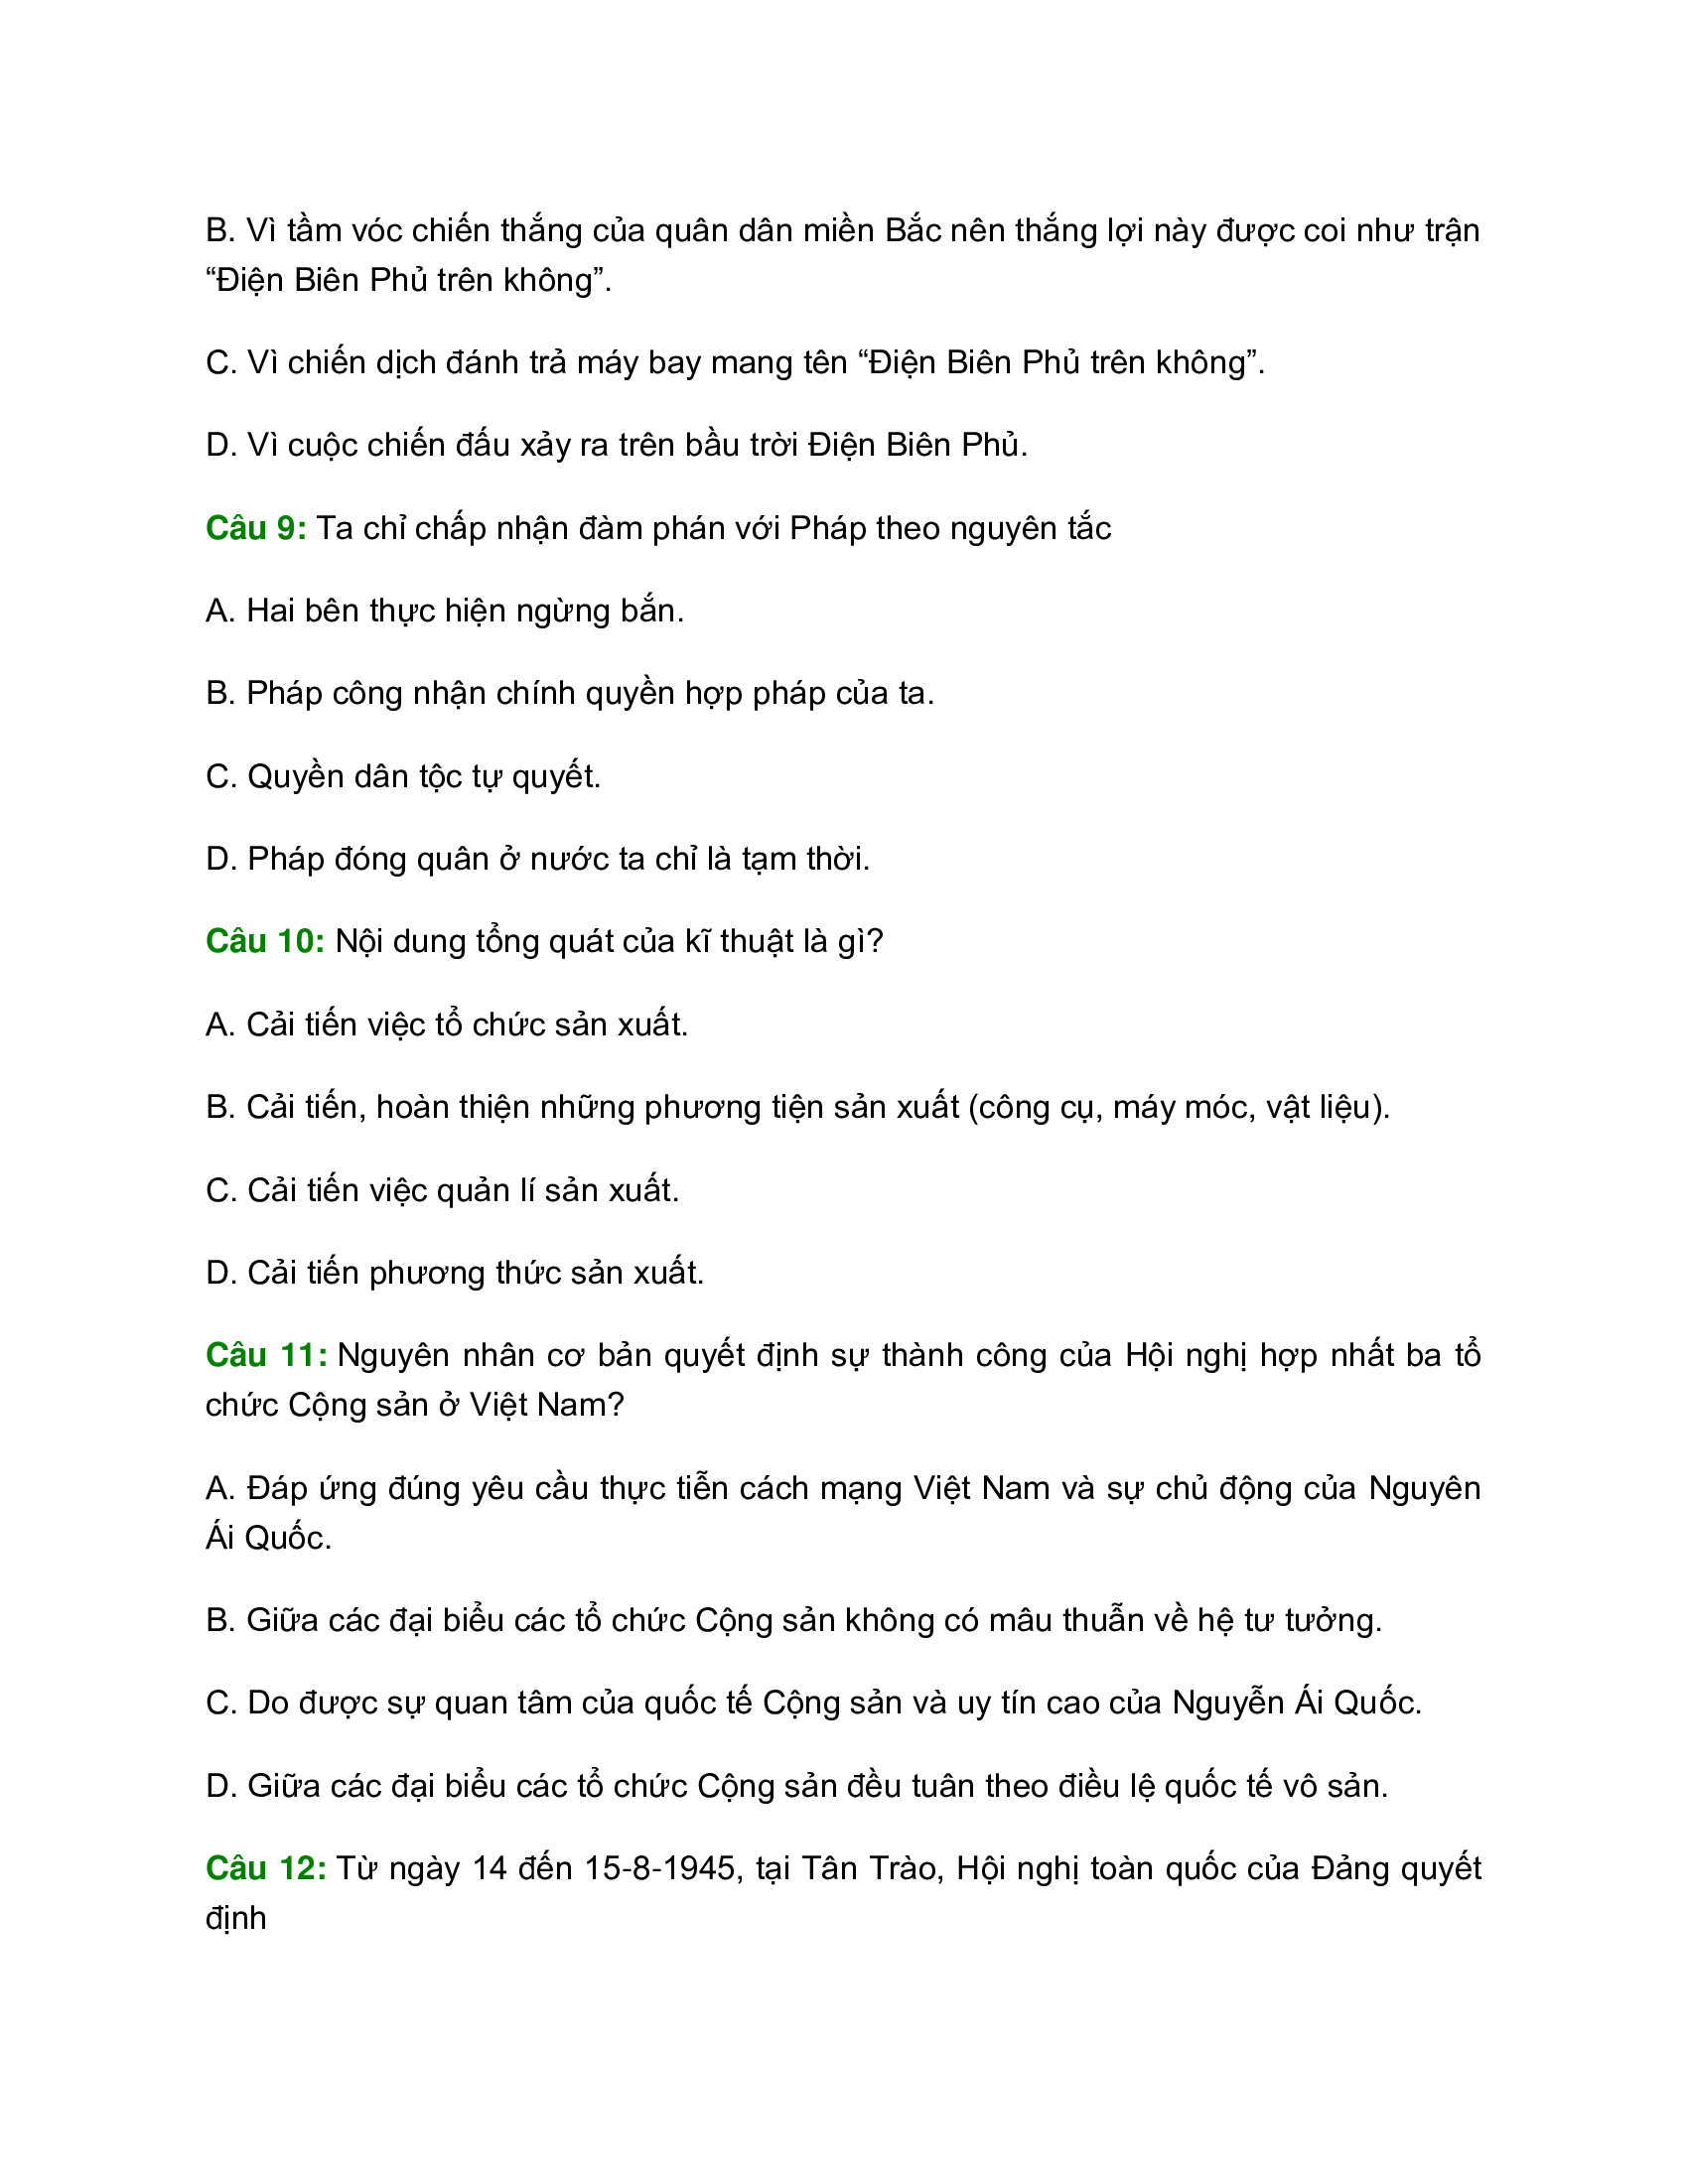 B. Vì tầm vóc chiến thắng của quân dân miền Bắc nên thắng lợi này được coi như trận
“Điện Biên Phủ trên không”.
C. Vì chiến dịch đánh trả máy bay mang tên “Điện Biên Phủ trên không”.
D. Vì cuộc chiến đấu xảy ra trên bầu trời Điện Biên Phủ.
Câu 9: Ta chỉ chấp nhận đàm phán với Pháp theo nguyên tắc
A. Hai bên thực hiện ngừng bắn.
B. Pháp công nhận chính quyền hợp pháp của ta.
C. Quyền dân tộc tự quyết.
D. Pháp đóng quân ở nước ta chỉ là tạm thời.
Câu 10: Nội dung tổng quát của kĩ thuật là gì?
A. Cải tiến việc tổ chức sản xuất.
B. Cải tiến, hoàn thiện những phương tiện sản xuất (công cụ, máy móc, vật liệu).
C. Cải tiến việc quản lí sản xuất.
D. Cải tiến phương thức sản xuất.
Câu 11: Nguyên nhân cơ bản quyết định sự thành công của Hội nghị hợp nhất ba tổ
chức Cộng sản ở Việt Nam?
A. Đáp ứng đúng yêu cầu thực tiễn cách mạng Việt Nam và sự chủ động của Nguyên
Ái Quốc.
B. Giữa các đại biểu các tổ chức Cộng sản không có mâu thuẫn về hệ tư tưởng.
C. Do được sự quan tâm của quốc tế Cộng sản và uy tín cao của Nguyễn Ái Quốc.
D. Giữa các đại biểu các tổ chức Cộng sản đều tuân theo điều lệ quốc tế vô sản.
Câu 12: Từ ngày 14 đến 15-8-1945, tại Tân Trào, Hội nghị toàn quốc của Đảng quyết
định